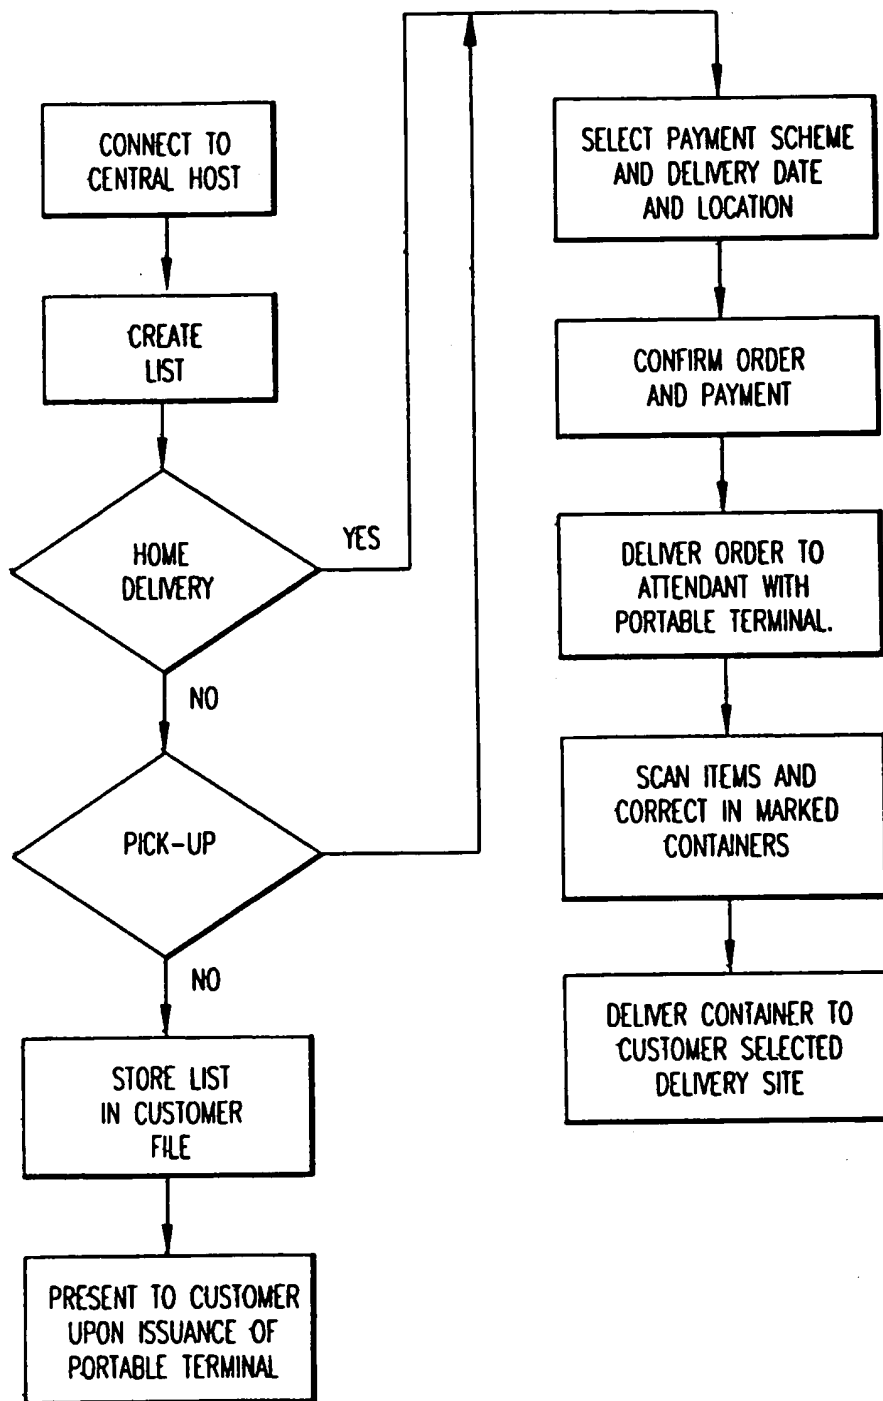 CONNECT TO
CENTRAL HOST
CREATE
LIST
HOME
DELIVERY
YES
NO
PICK-UP
NO
STORE LIST
IN CUSTOMER
FILE
PRESENT TO CUSTOMER
UPON ISSUANCE OF
PORTABLE TERMINAL
SELECT PAYMENT SCHEME
AND DELIVERY DATE
AND LOCATION
CONFIRM ORDER
AND PAYMENT
DELIVER ORDER TO
ATTENDANT WITH
PORTABLE TERMINAL.
SCAN ITEMS AND
CORRECT IN MARKED
CONTAINERS
DELIVER CONTAINER TO
CUSTOMER SELECTED
DELIVERY SITE